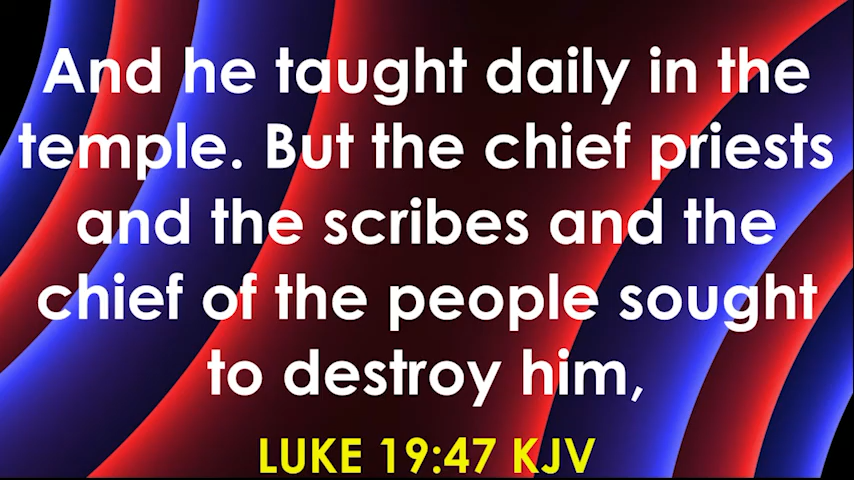 And he taught daily in the
temple. But the chief priests
and the scribes and the
chief of the people sought
to destroy him,
LUKE 19:47 KJV